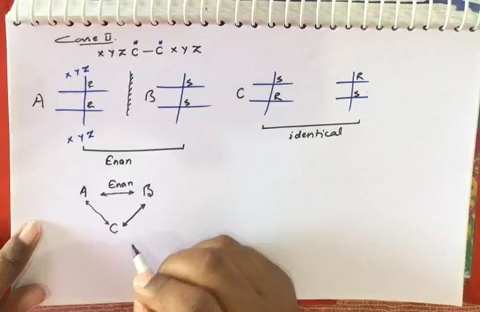 Case II.
x y z C — C x y z
x y z
R
S
S
R
A
B
C
R
S
R
S
x y z
Enan
identical
Enan
A
B
C